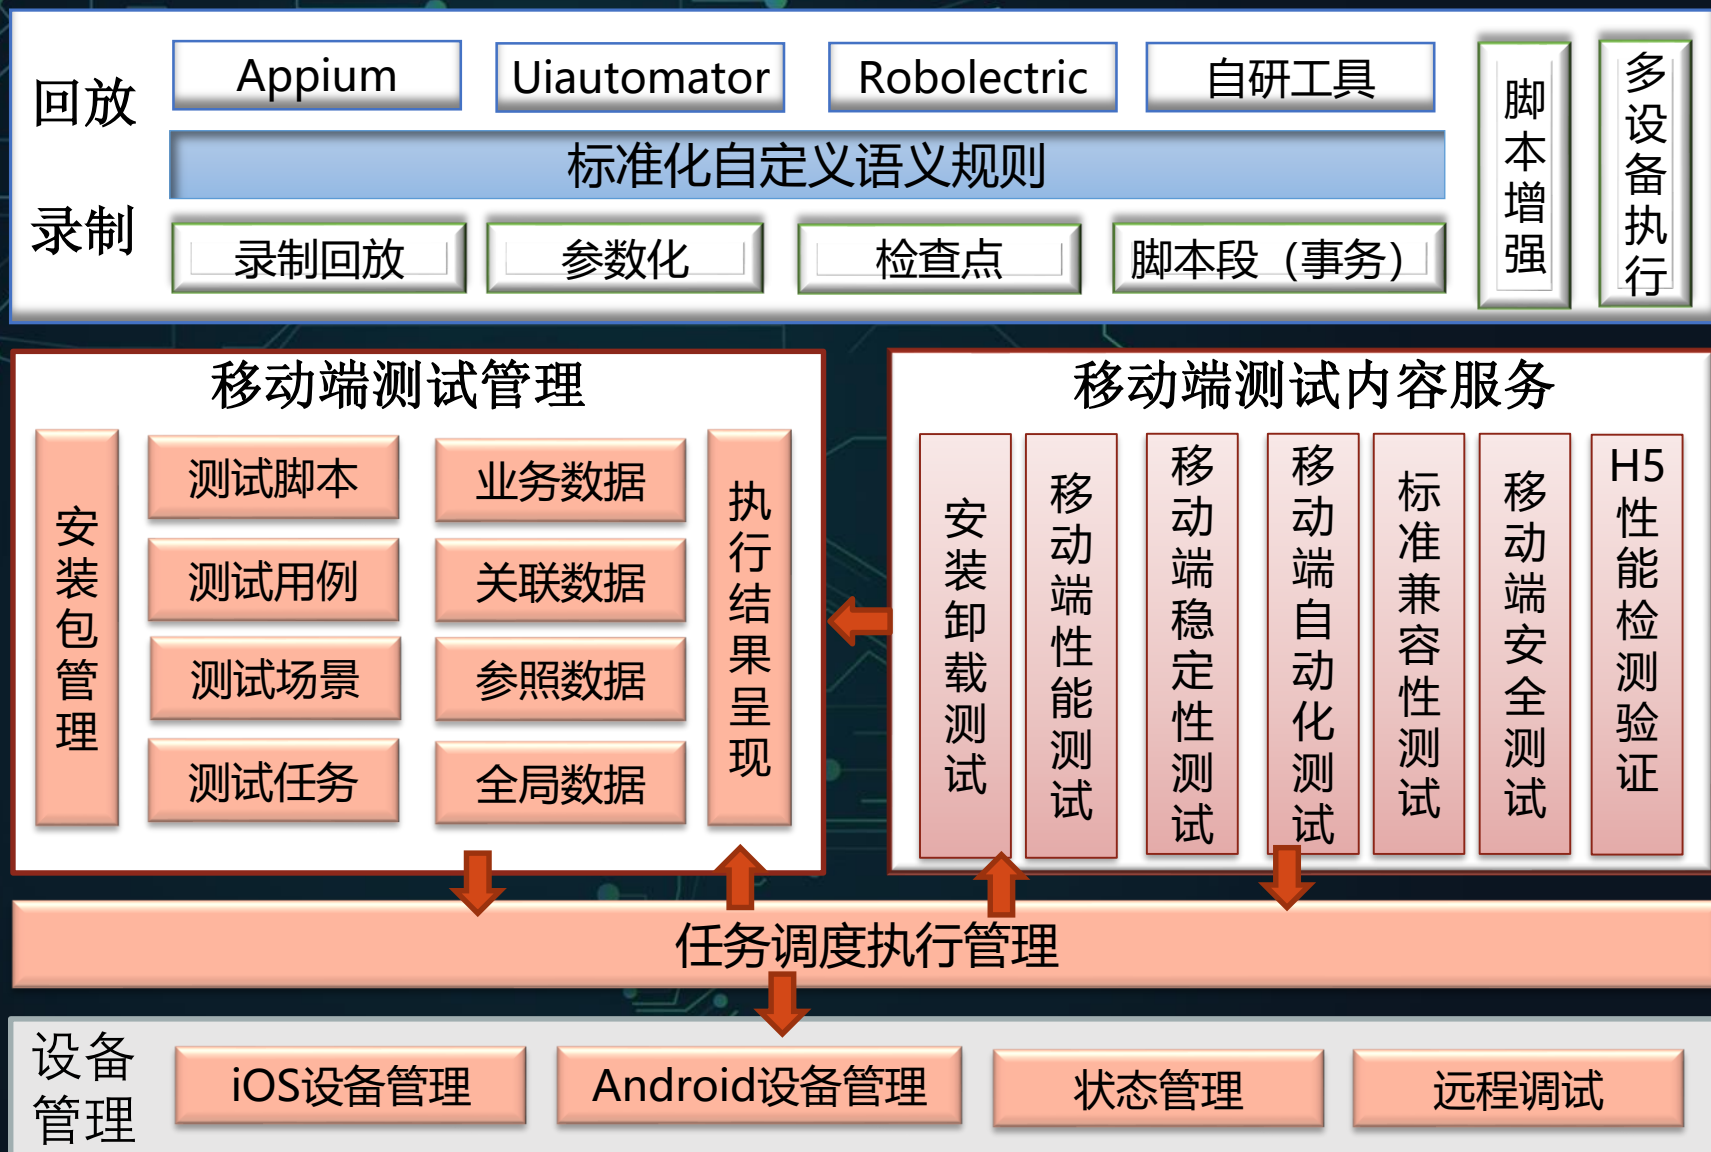 回放
Appium
Uiautomator
Robolectric
自研工具
标准化自定义语义规则
录制
录制回放
参数化
检查点
脚本段（事务）
脚本增强
多设备执行
移动端测试管理
安装包管理
测试脚本
业务数据
测试用例
关联数据
测试场景
参照数据
测试任务
全局数据
执行结果呈现
移动端测试内容服务
安装卸载测试
移动端性能测试
移动端稳定性测试
移动端自动化测试
标准兼容性测试
移动端安全测试
H5性能检测验证
任务调度执行管理
设备
管理
iOS设备管理
Android设备管理
状态管理
远程调试